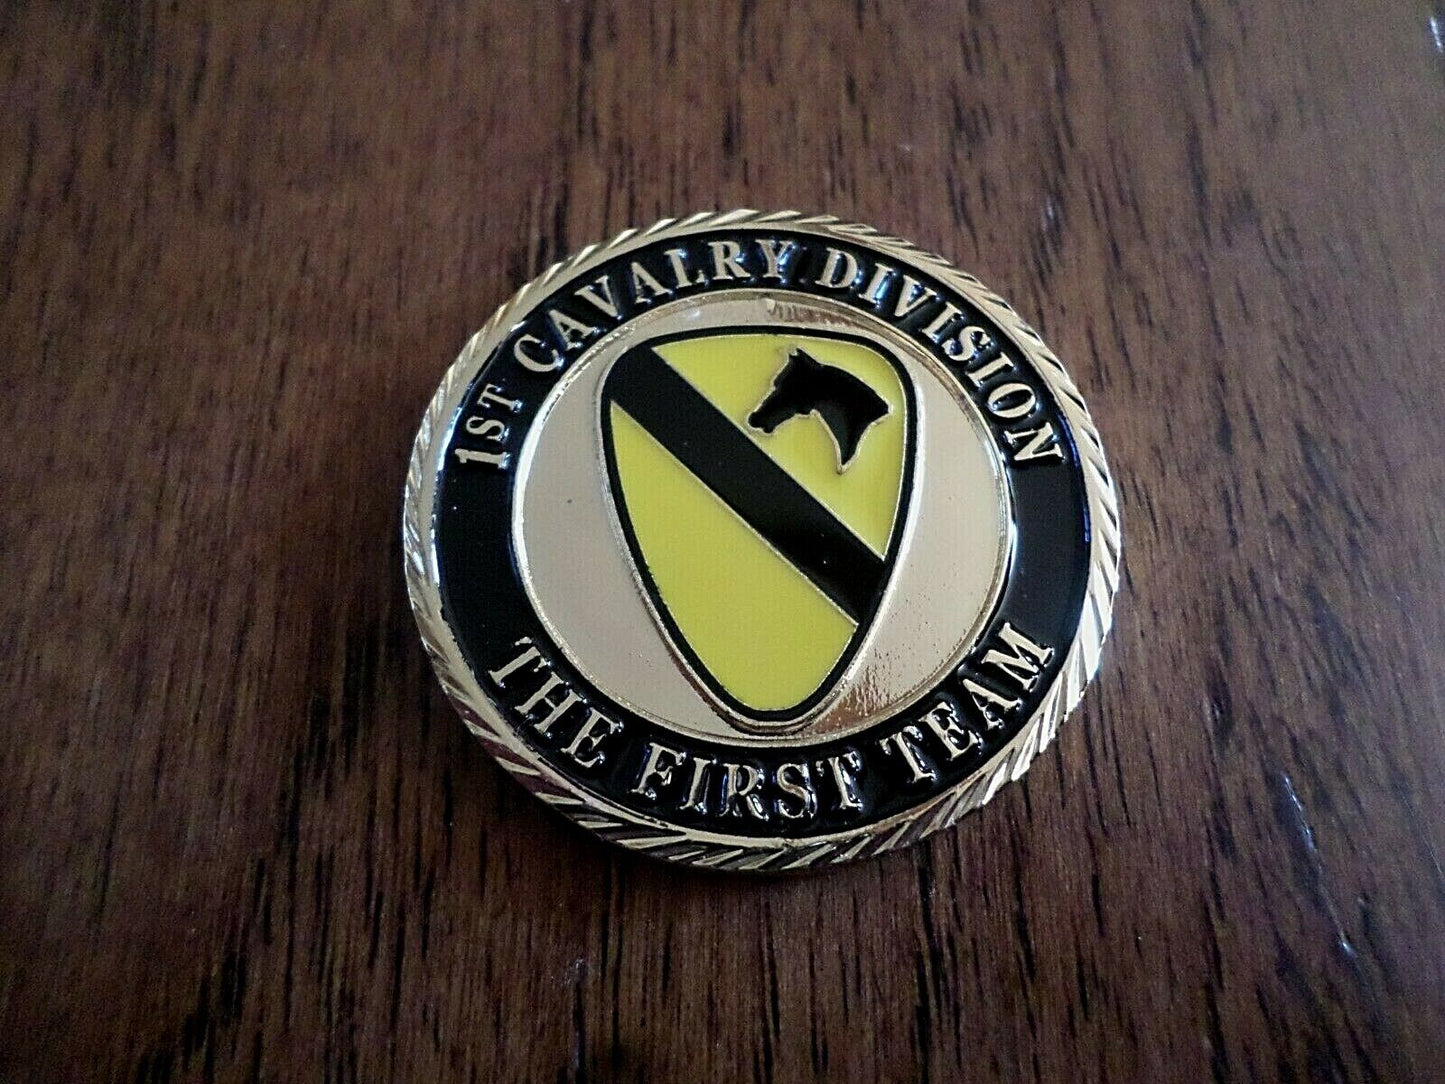 1ST CAVALRY DIVISION
THE FIRST TEAM